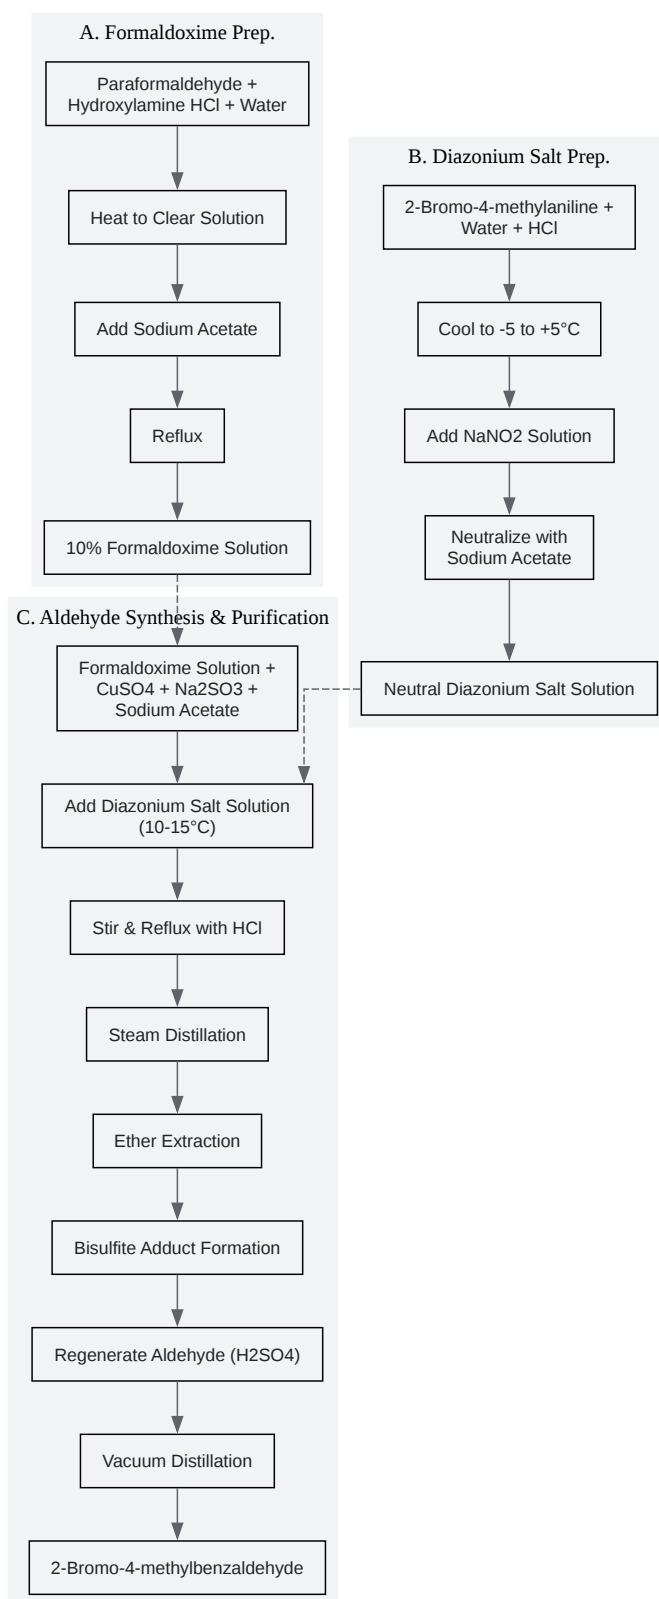 A. Formaldoxime Prep.
Paraformaldehyde +
Hydroxylamine HCl + Water
Heat to Clear Solution
Add Sodium Acetate
Reflux
10% Formaldoxime Solution
B. Diazonium Salt Prep.
2-Bromo-4-methylaniline +
Water + HCl
Cool to -5 to +5°C
Add NaNO2 Solution
Neutralize with
Sodium Acetate
Neutral Diazonium Salt Solution
C. Aldehyde Synthesis & Purification
Formaldoxime Solution +
CuSO4 + Na2SO3 +
Sodium Acetate
Add Diazonium Salt Solution
(10-15°C)
Stir & Reflux with HCl
Steam Distillation
Ether Extraction
Bisulfite Adduct Formation
Regenerate Aldehyde (H2SO4)
Vacuum Distillation
2-Bromo-4-methylbenzaldehyde